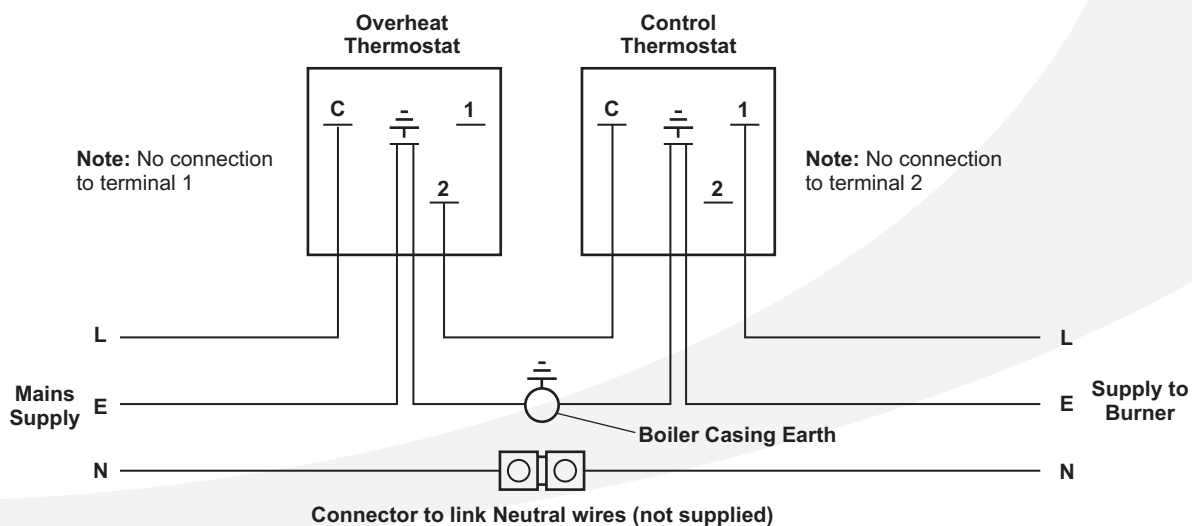 Overheat
Thermostat
Control
Thermostat
C
1
2
C
1
2
Note: No connection
to terminal 1
Note: No connection
to terminal 2
L
L
Mains
Supply
E
E
Supply to
Burner
Boiler Casing Earth
N
N
Connector to link Neutral wires (not supplied)